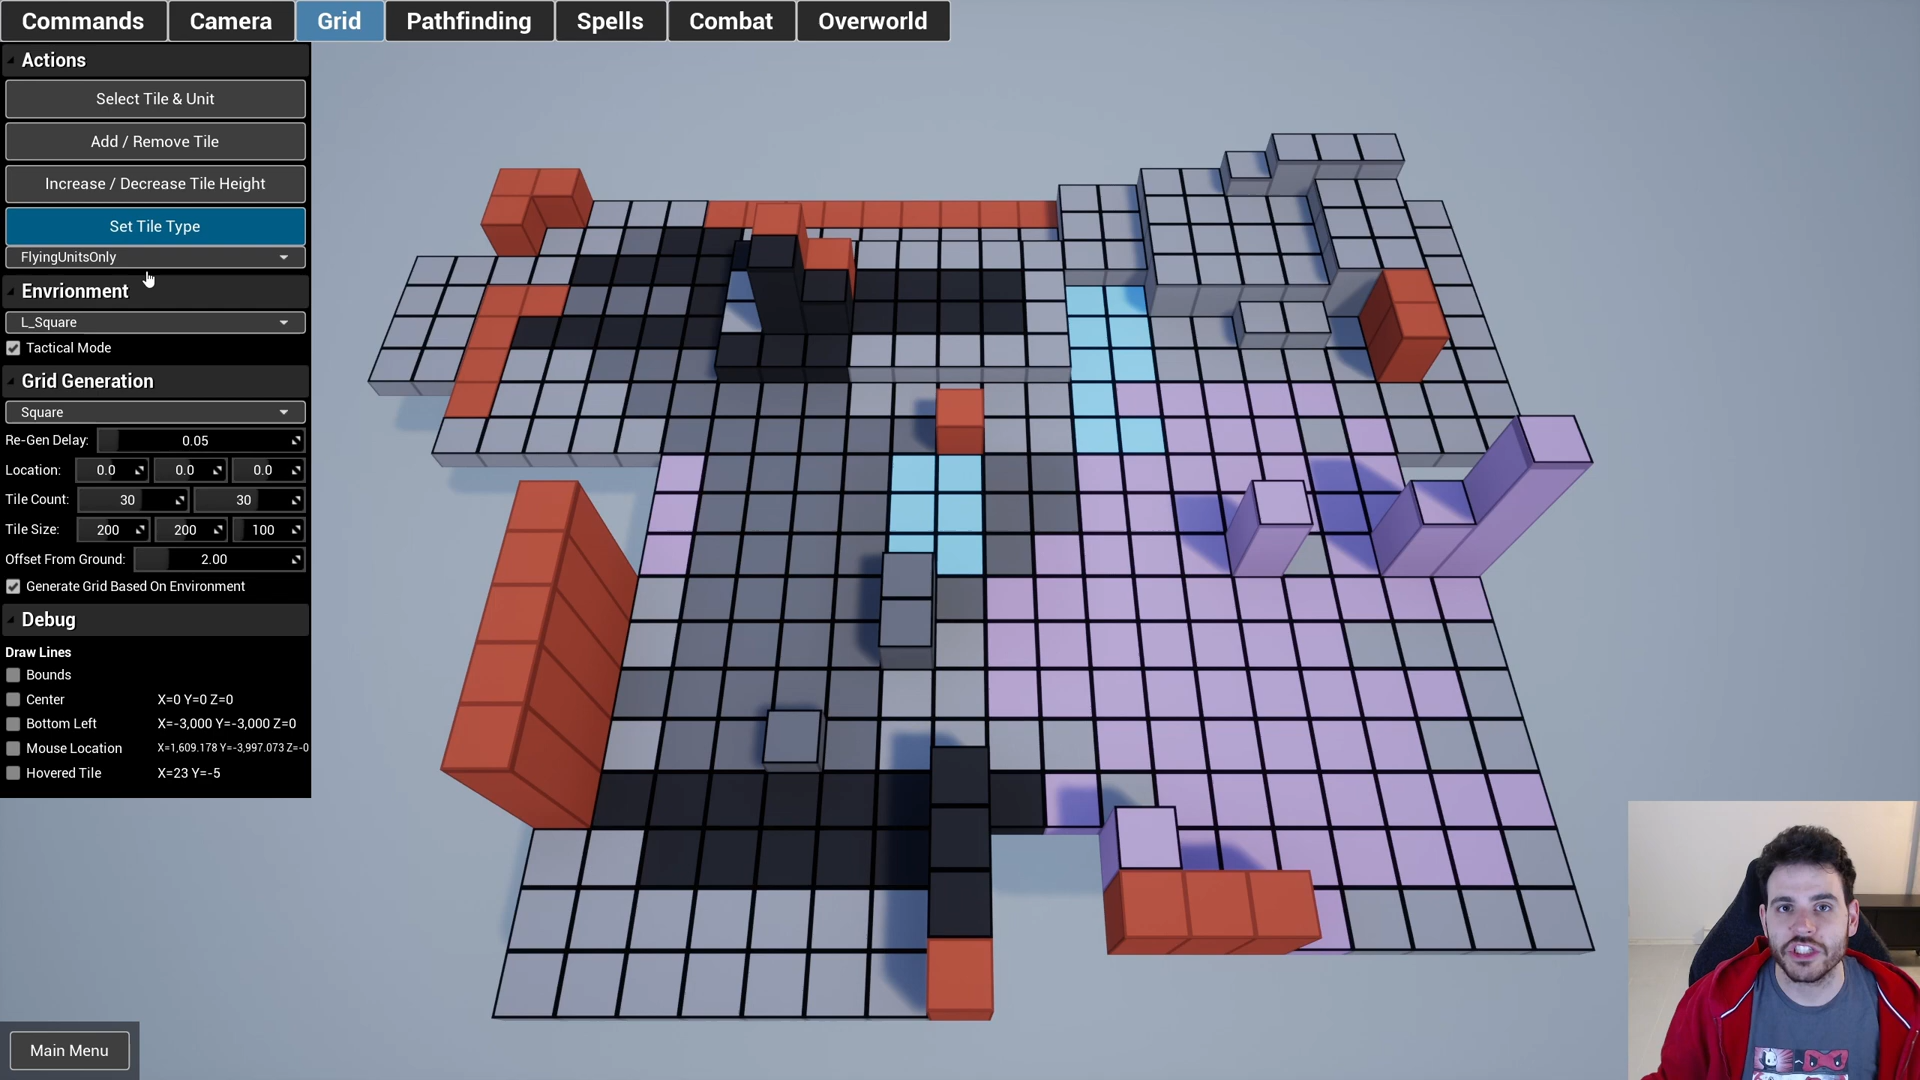 Commands Camera Grid Pathfinding Spells Combat Overworld
Actions
Select Tile & Unit
Add / Remove Tile
Increase / Decrease Tile Height
Set Tile Type
FlyingUnitsOnly
Envrionment
L_Square
Tactical Mode
Grid Generation
Square
Re-Gen Delay: 0.05
Location: 0.0 0.0 0.0
Tile Count: 30 30
Tile Size: 200 200 100
Offset From Ground: 2.00
Generate Grid Based On Environment
Debug
Draw Lines
Bounds
Center X=0 Y=0 Z=0
Bottom Left X=-3,000 Y=-3,000 Z=0
Mouse Location X=1,609.178 Y=-3,997.073 Z=-0
Hovered Tile X=23 Y=-5
Main Menu